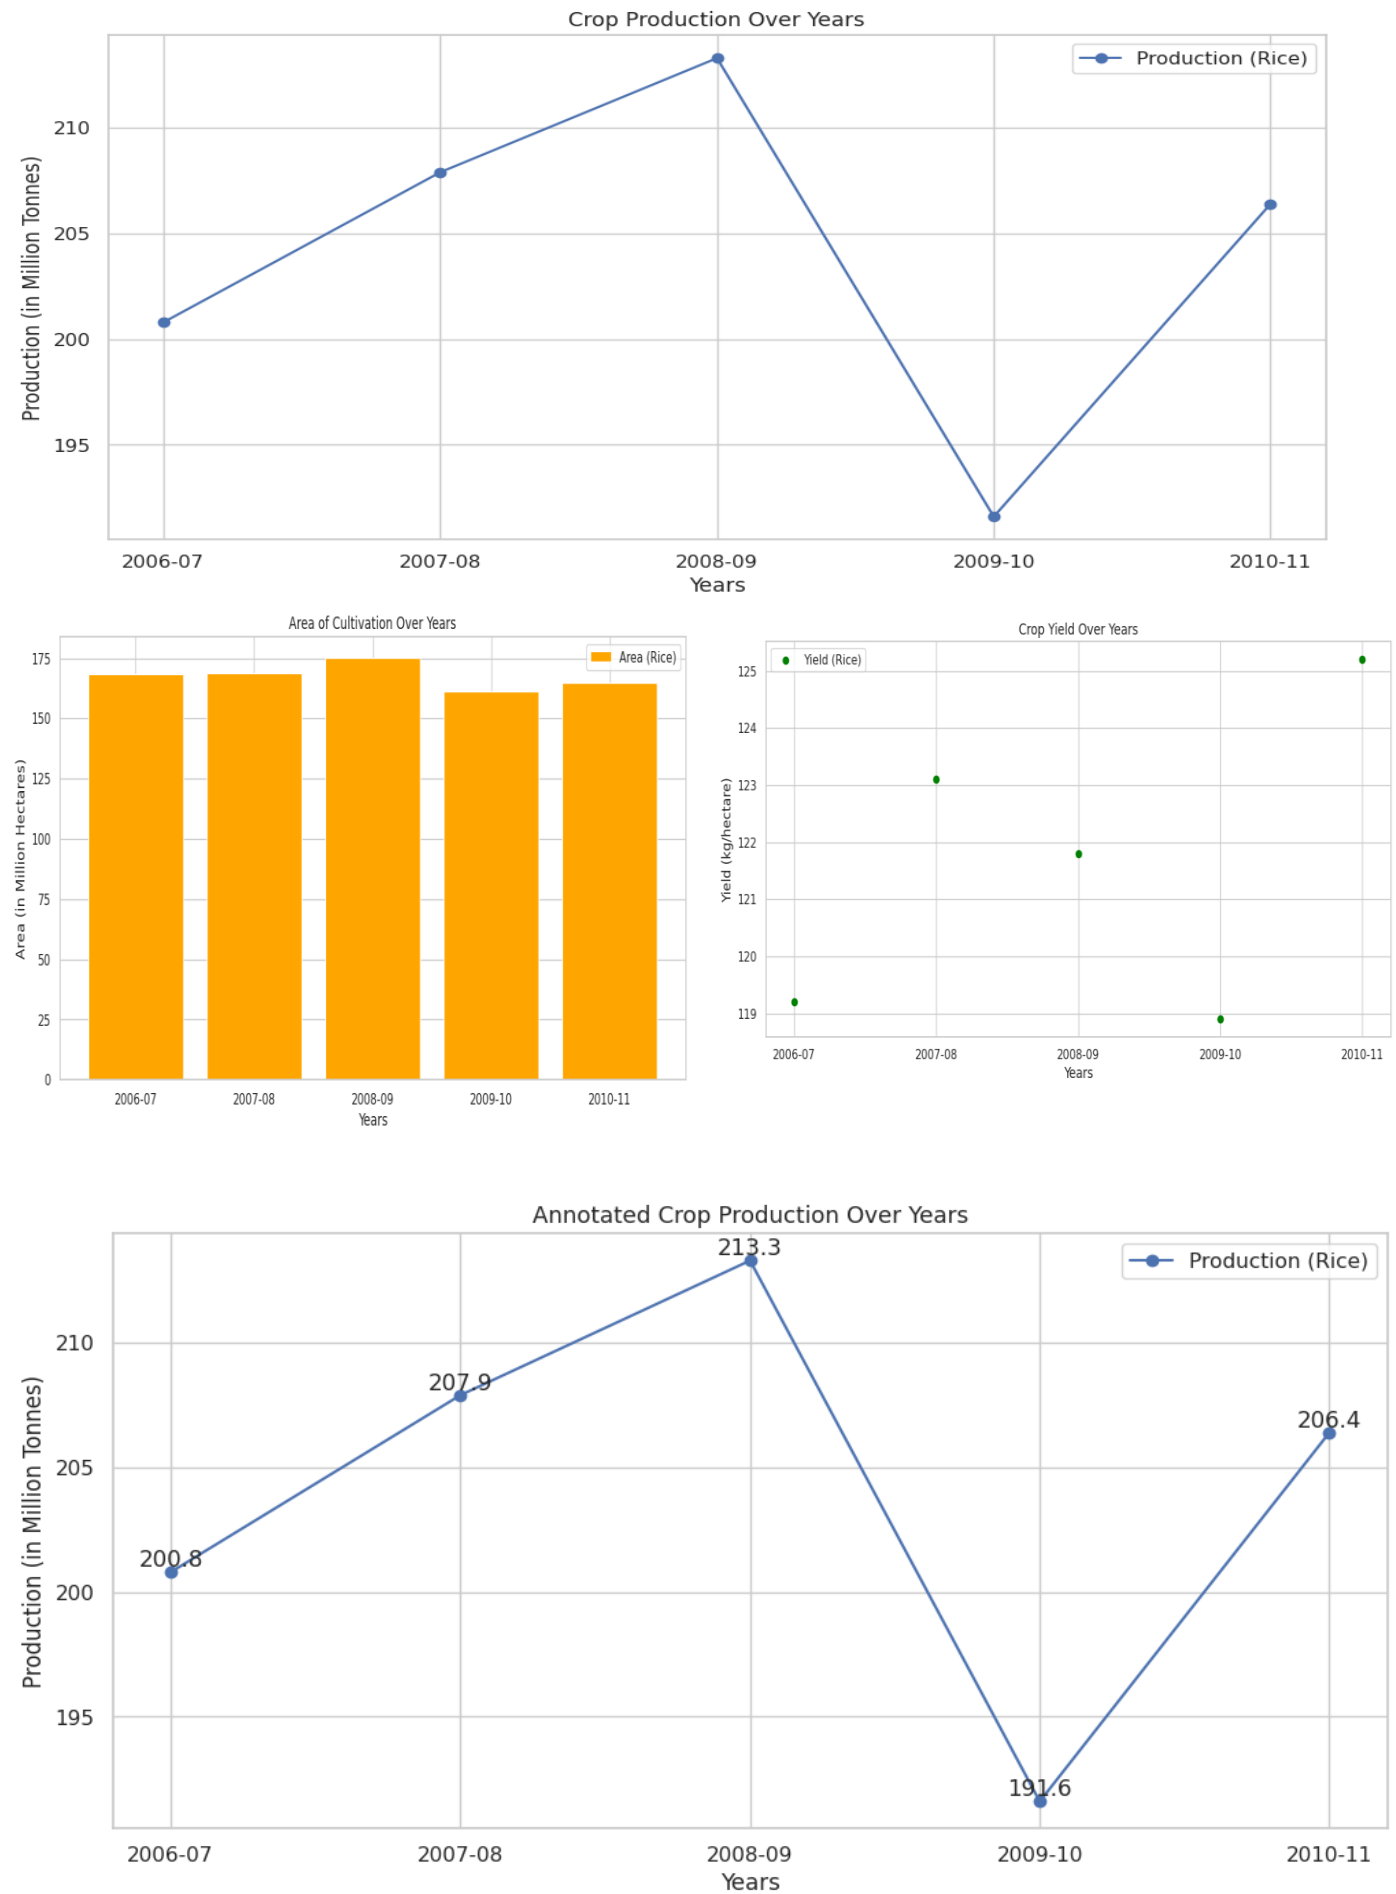 Crop Production Over Years
Production (Rice)
Production (in Million Tonnes)
210
205
200
195
2006-07 2007-08 2008-09 2009-10 2010-11
Years
Area of Cultivation Over Years
Area (Rice)
Area (in Million Hectares)
175
150
125
100
75
50
25
0
2006-07 2007-08 2008-09 2009-10 2010-11
Years
Crop Yield Over Years
Yield (Rice)
Yield (kg/hectare)
125
124
123
122
121
120
119
2006-07 2007-08 2008-09 2009-10 2010-11
Years
Annotated Crop Production Over Years
Production (Rice)
Production (in Million Tonnes)
210
205
200
195
200.8
207.9
213.3
191.6
206.4
2006-07 2007-08 2008-09 2009-10 2010-11
Years